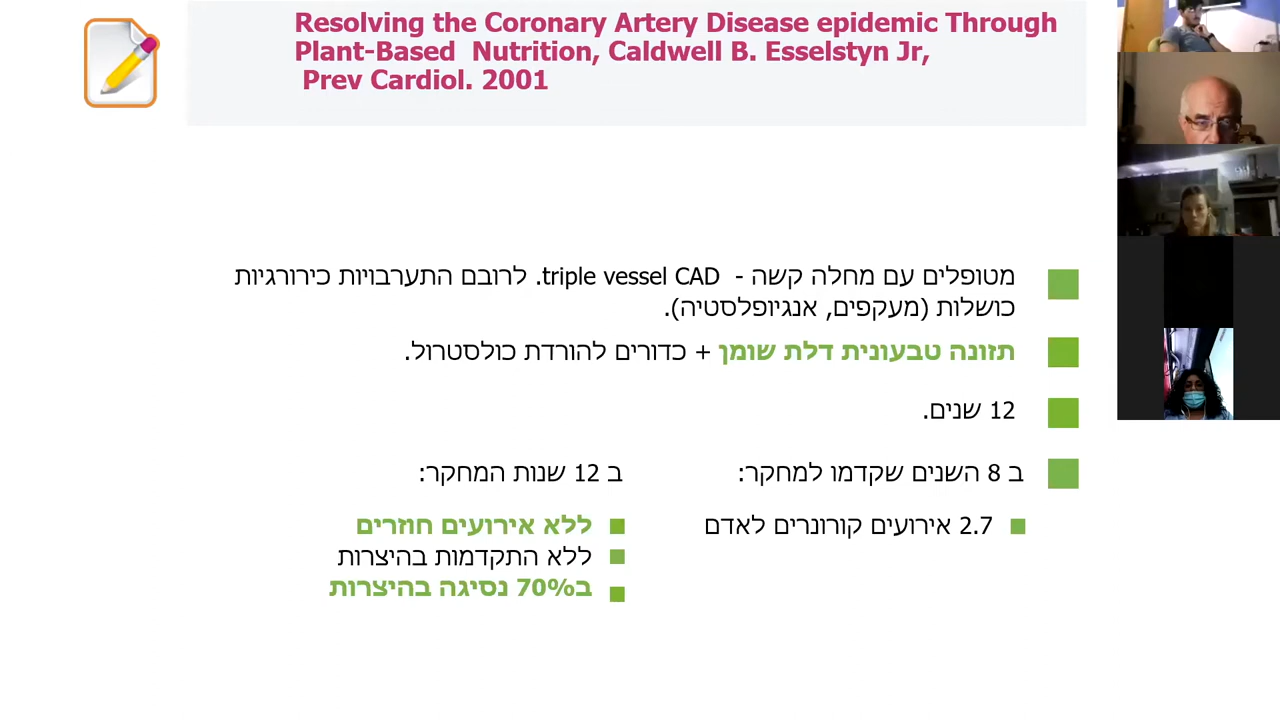 Resolving the Coronary Artery Disease epidemic Through
Plant-Based Nutrition, Caldwell B. Esselstyn Jr,
Prev Cardiol. 2001
מטופלים עם מחלה קשה - triple vessel CAD. לרובם התערבויות כירורגיות
כושלות (מעקפים, אנגיופלסטיה).
תזונה טבעונית דלת שומן + כדורים להורדת כולסטרול.
12 שנים.
ב 8 השנים שקדמו למחקר:
2.7 אירועים קורונרים לאדם
ב 12 שנות המחקר:
ללא אירועים חוזרים
ללא התקדמות בהיצרות
ב70% נסיגה בהיצרות